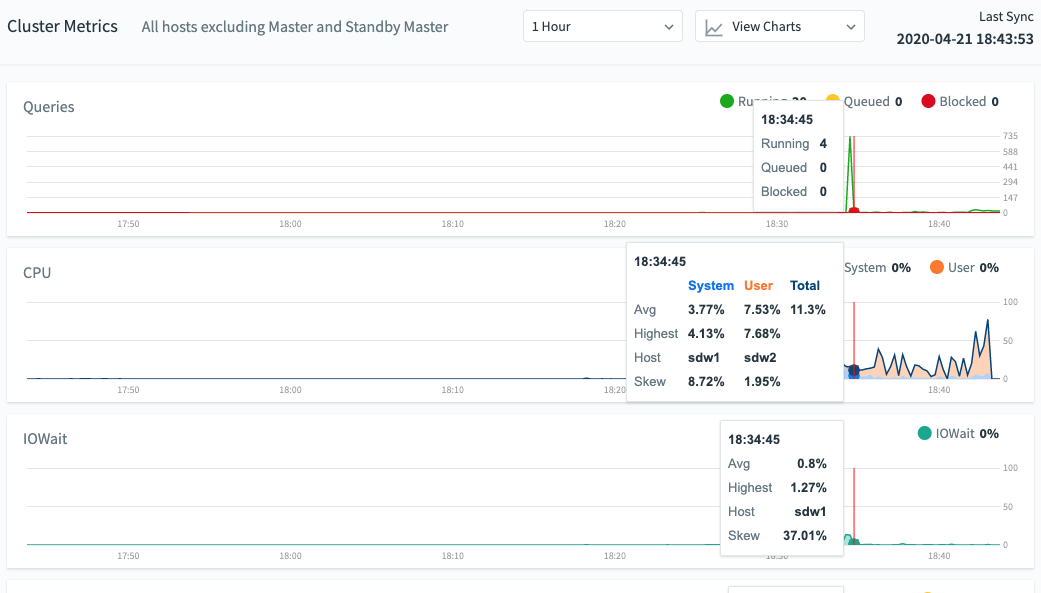 Cluster Metrics All hosts excluding Master and Standby Master 1 Hour View Charts Last Sync
2020-04-21 18:43:53
Queries Queued 0 Blocked 0
18:34:45
Running 4
Queued 0
Blocked 0
735
588
441
294
147
0
17:50 18:00 18:10 18:20 18:30 18:40
CPU System 0% User 0%
18:34:45
System User Total
Avg 3.77% 7.53% 11.3%
Highest 4.13% 7.68%
Host sdw1 sdw2
Skew 8.72% 1.95%
100
50
0
17:50 18:00 18:10 18:20 18:40
IOWait IOWait 0%
18:34:45
Avg 0.8%
Highest 1.27%
Host sdw1
Skew 37.01%
100
50
0
17:50 18:00 18:10 18:20 18:40